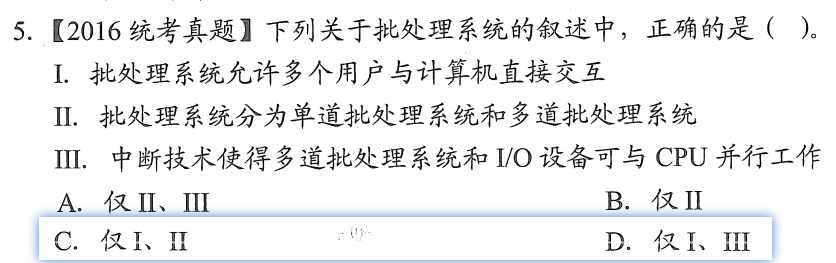 5. 【2016 统考真题】下列关于批处理系统的叙述中，正确的是（ ）。
I. 批处理系统允许多个用户与计算机直接交互
II. 批处理系统分为单道批处理系统和多道批处理系统
III. 中断技术使得多道批处理系统和 I/O 设备可与 CPU 并行工作
A. 仅 II、III B. 仅 II
C. 仅 I、II D. 仅 I、III